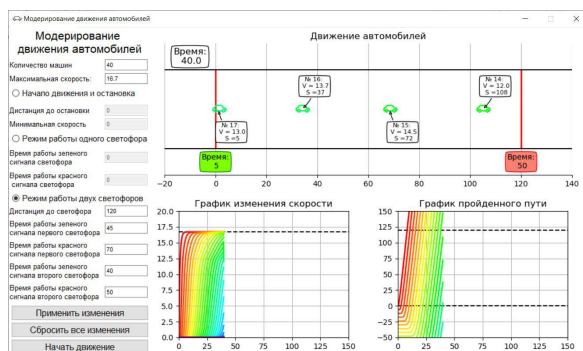 Модерирование движения автомобилей
Модерирование
движения автомобилей
Количество машин 40
Максимальная скорость: 16.7
Начало движения и остановка
Дистанция до остановки 0
Минимальная скорость 0
Режим работы одного светофора
Время работы зеленого 0
сигнала светофора
Время работы красного 0
сигнала светофора
Режим работы двух светофоров
Дистанция до светофора 120
Время работы зеленого 45
сигнала первого светофора
Время работы красного 70
сигнала первого светофора
Время работы зеленого 40
сигнала второго светофора
Время работы красного 50
сигнала второго светофора
Применить изменения
Сбросить все изменения
Начать движение
Движение автомобилей
Время:
40.0
№ 16:
V = 13.7
S =37
№ 14:
V = 12.0
S =108
№ 17:
V = 13.0
S =5
№ 15:
V = 14.5
S =72
Время:
5
Время:
50
−20 0 20 40 60 80 100 120 140
График изменения скорости
20.0
17.5
15.0
12.5
10.0
7.5
5.0
2.5
0.0
0 25 50 75 100 125 150
График пройденного пути
150
125
100
75
50
25
0
−25
−50
0 25 50 75 100 125 150